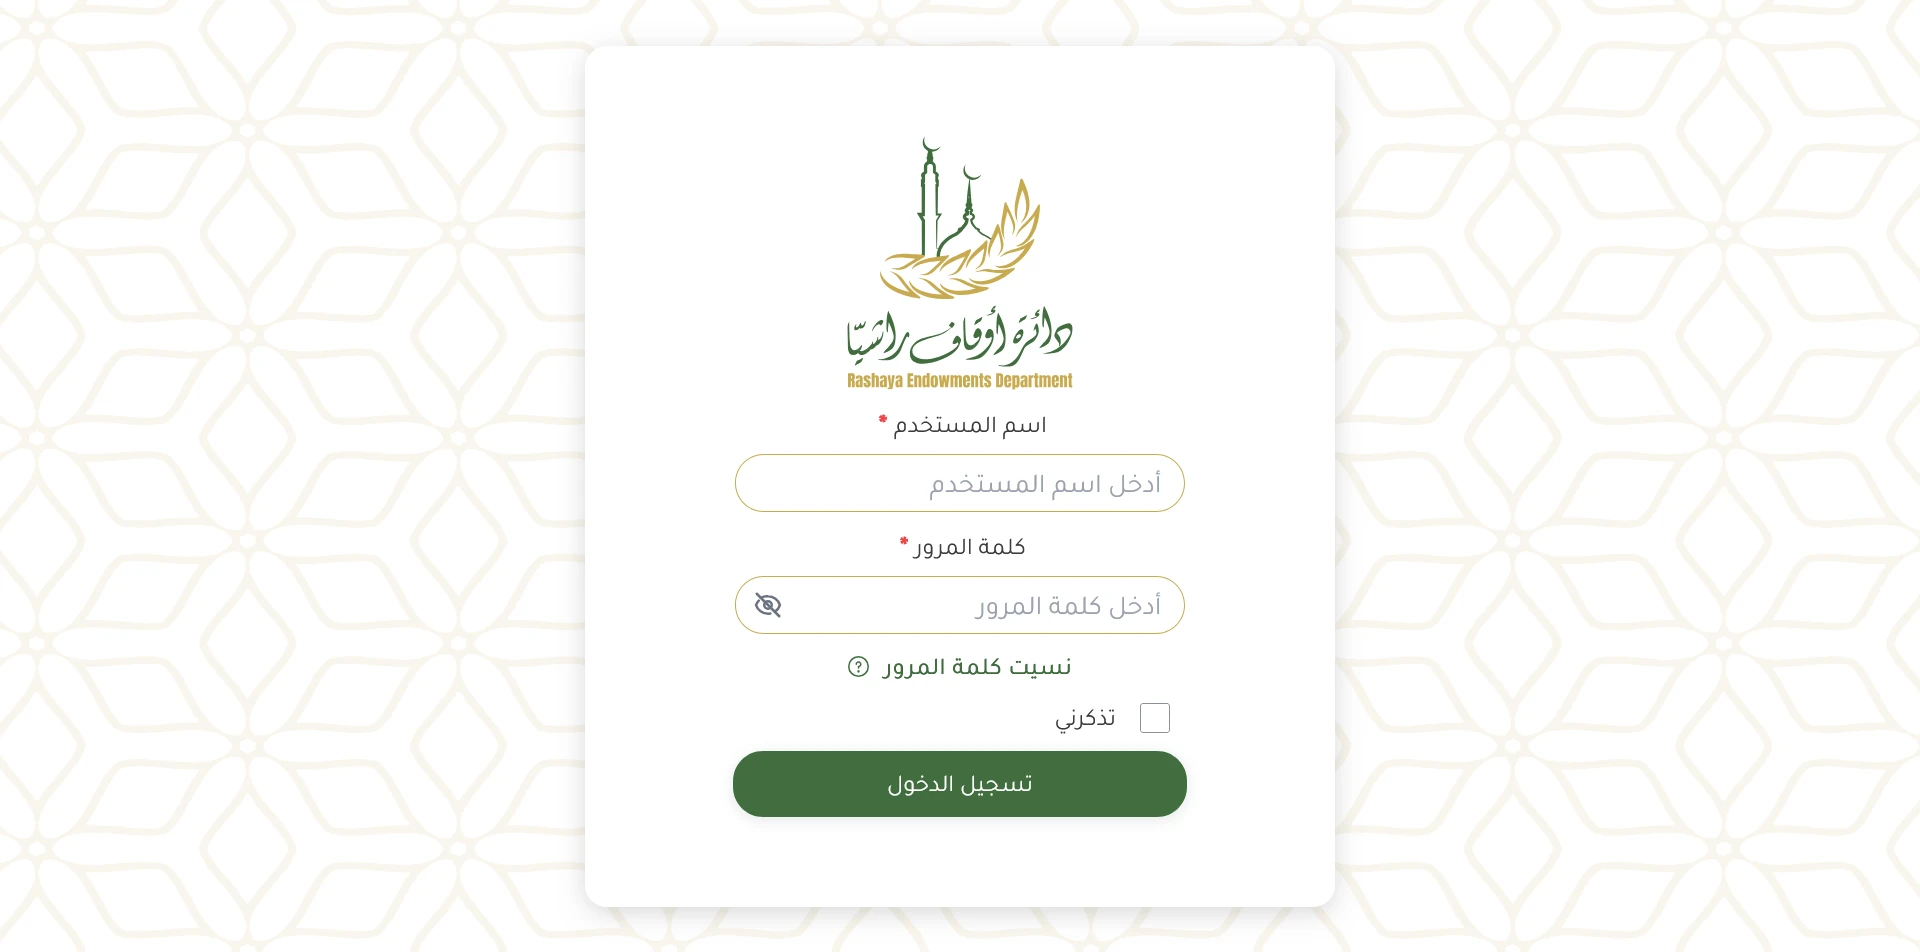 دائرة أوقاف راشيّا
Rashaya Endowments Department
اسم المستخدم *
أدخل اسم المستخدم
كلمة المرور *
أدخل كلمة المرور
نسيت كلمة المرور ?
تذكرني
تسجيل الدخول